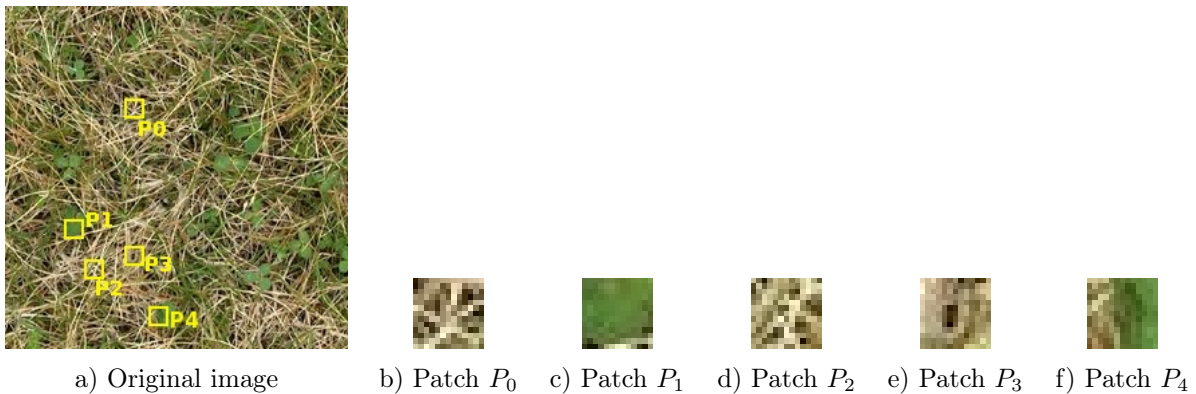 P0
P1
P3
P2
P4
a) Original image
b) Patch P₀
c) Patch P₁
d) Patch P₂
e) Patch P₃
f) Patch P₄